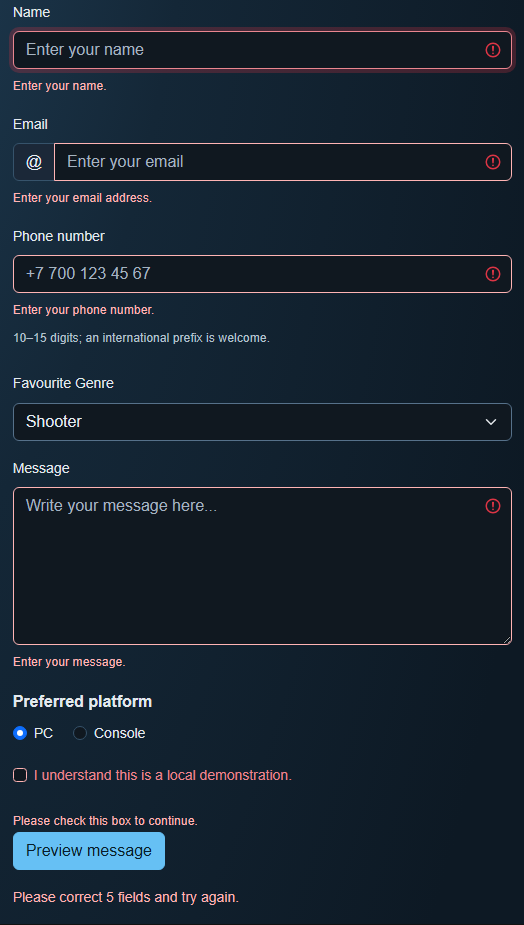 Name
Enter your name
Enter your name.
Email
@ Enter your email
Enter your email address.
Phone number
+7 700 123 45 67
Enter your phone number.
10–15 digits; an international prefix is welcome.
Favourite Genre
Shooter
Message
Write your message here...
Enter your message.
Preferred platform
PC Console
I understand this is a local demonstration.
Please check this box to continue.
Preview message
Please correct 5 fields and try again.